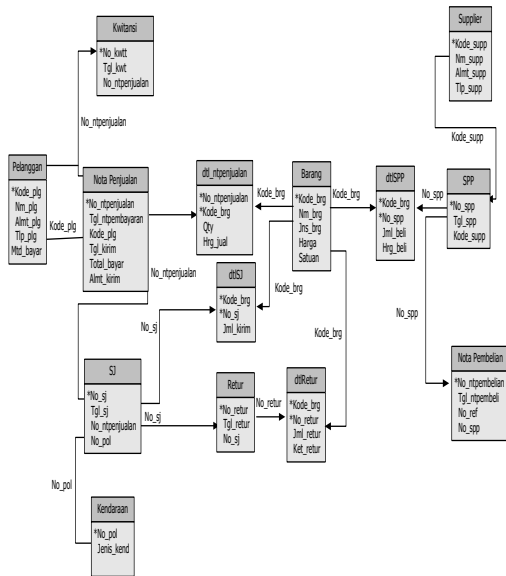 Kwitansi
*No_kwtt
Tgl_kwt
No_ntpenjualan
Supplier
*Kode_supp
Nm_supp
Almt_supp
Tlp_supp
No_ntpenjualan
Kode_supp
Pelanggan
*Kode_plg
Nm_plg
Almt_plg
Tlp_plg
Mtd_bayar
Kode_plg
Nota Penjualan
*No_ntpenjualan
Tgl_ntpembayaran
Kode_plg
Tgl_kirim
Total_bayar
Almt_kirim
dtl_ntpenjualan
*No_ntpenjualan
*Kode_brg
Qty
Hrg_jual
Kode_brg
Barang
*Kode_brg
Nm_brg
Jns_brg
Harga
Satuan
Kode_brg
dtlSPP
*Kode_brg
*No_spp
Jml_beli
Hrg_beli
No_spp
SPP
*No_spp
Tgl_spp
Kode_supp
No_ntpenjualan
dtlSJ
*Kode_brg
*No_sj
Jml_kirim
Kode_brg
No_sj
Kode_brg
No_spp
SJ
*No_sj
Tgl_sj
No_ntpenjualan
No_pol
No_sj
Retur
*No_retur
Tgl_retur
No_sj
No_retur
dtlRetur
*Kode_brg
*No_retur
Jml_retur
Ket_retur
Nota Pembelian
*No_ntpembelian
Tgl_ntpembeli
No_ref
No_spp
No_pol
Kendaraan
*No_pol
Jenis_kend